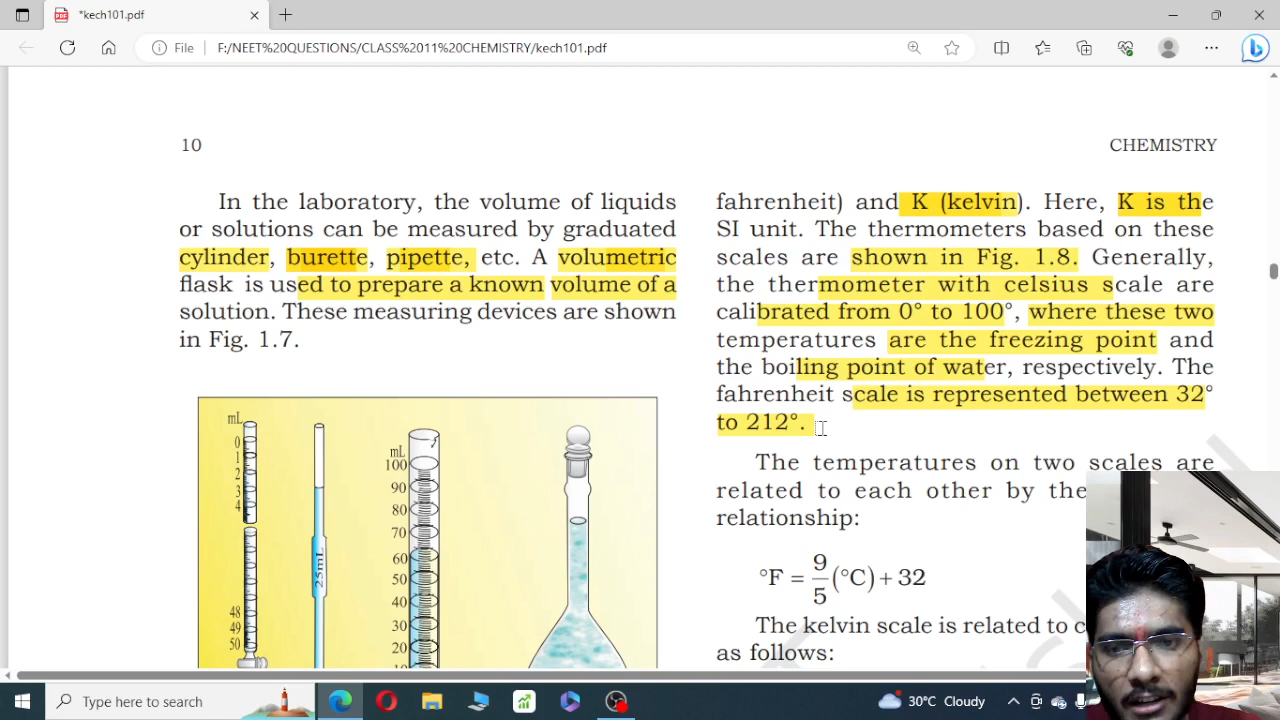 *kech101.pdf
File
F:/NEET%20QUESTIONS/CLASS%2011%20CHEMISTRY/kech101.pdf
10
CHEMISTRY
In the laboratory, the volume of liquids
or solutions can be measured by graduated
cylinder, burette, pipette, etc. A volumetric
flask is used to prepare a known volume of a
solution. These measuring devices are shown
in Fig. 1.7.
mL
0
1
2
3
4
48
49
50
25mL
mL
100
90
80
70
60
50
40
30
20
fahrenheit) and K (kelvin). Here, K is the
SI unit. The thermometers based on these
scales are shown in Fig. 1.8. Generally,
the thermometer with celsius scale are
calibrated from 0° to 100°, where these two
temperatures are the freezing point and
the boiling point of water, respectively. The
fahrenheit scale is represented between 32°
to 212°.
The temperatures on two scales are
related to each other by the
relationship:
°F = 9/5 (°C) + 32
The kelvin scale is related to c
as follows:
Type here to search
30°C Cloudy